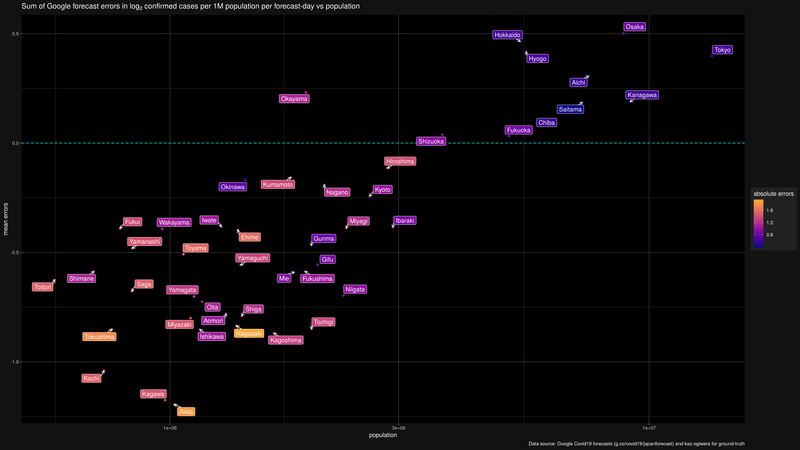 Sum of Google forecast errors in log₂ confirmed cases per 1M population per forecast-day vs population
mean errors
0.5
0.0
-0.5
-1.0
Osaka
Hokkaido
Tokyo
Hyogo
Aichi
Kanagawa
Okayama
Saitama
Chiba
Fukuoka
Shizuoka
Hiroshima
Okinawa
Kumamoto
Nagano
Kyoto
Fukui
Wakayama
Iwate
Miyagi
Ibaraki
Yamanashi
Ehime
Gunma
Toyama
Yamaguchi
Gifu
Tottori
Shimane
Saga
Yamagata
Mie
Fukushima
Niigata
Oita
Shiga
Miyazaki
Aomori
Tochigi
Tokushima
Ishikawa
Nagasaki
Kagoshima
Kochi
Kagawa
Akita
absolute errors
1.6
1.2
0.8
1e+06
3e+06
1e+07
population
Data source: Google Covid19 forecasts (g.co/covid19/japanforecast) and kaz-ogiwara for ground-truth